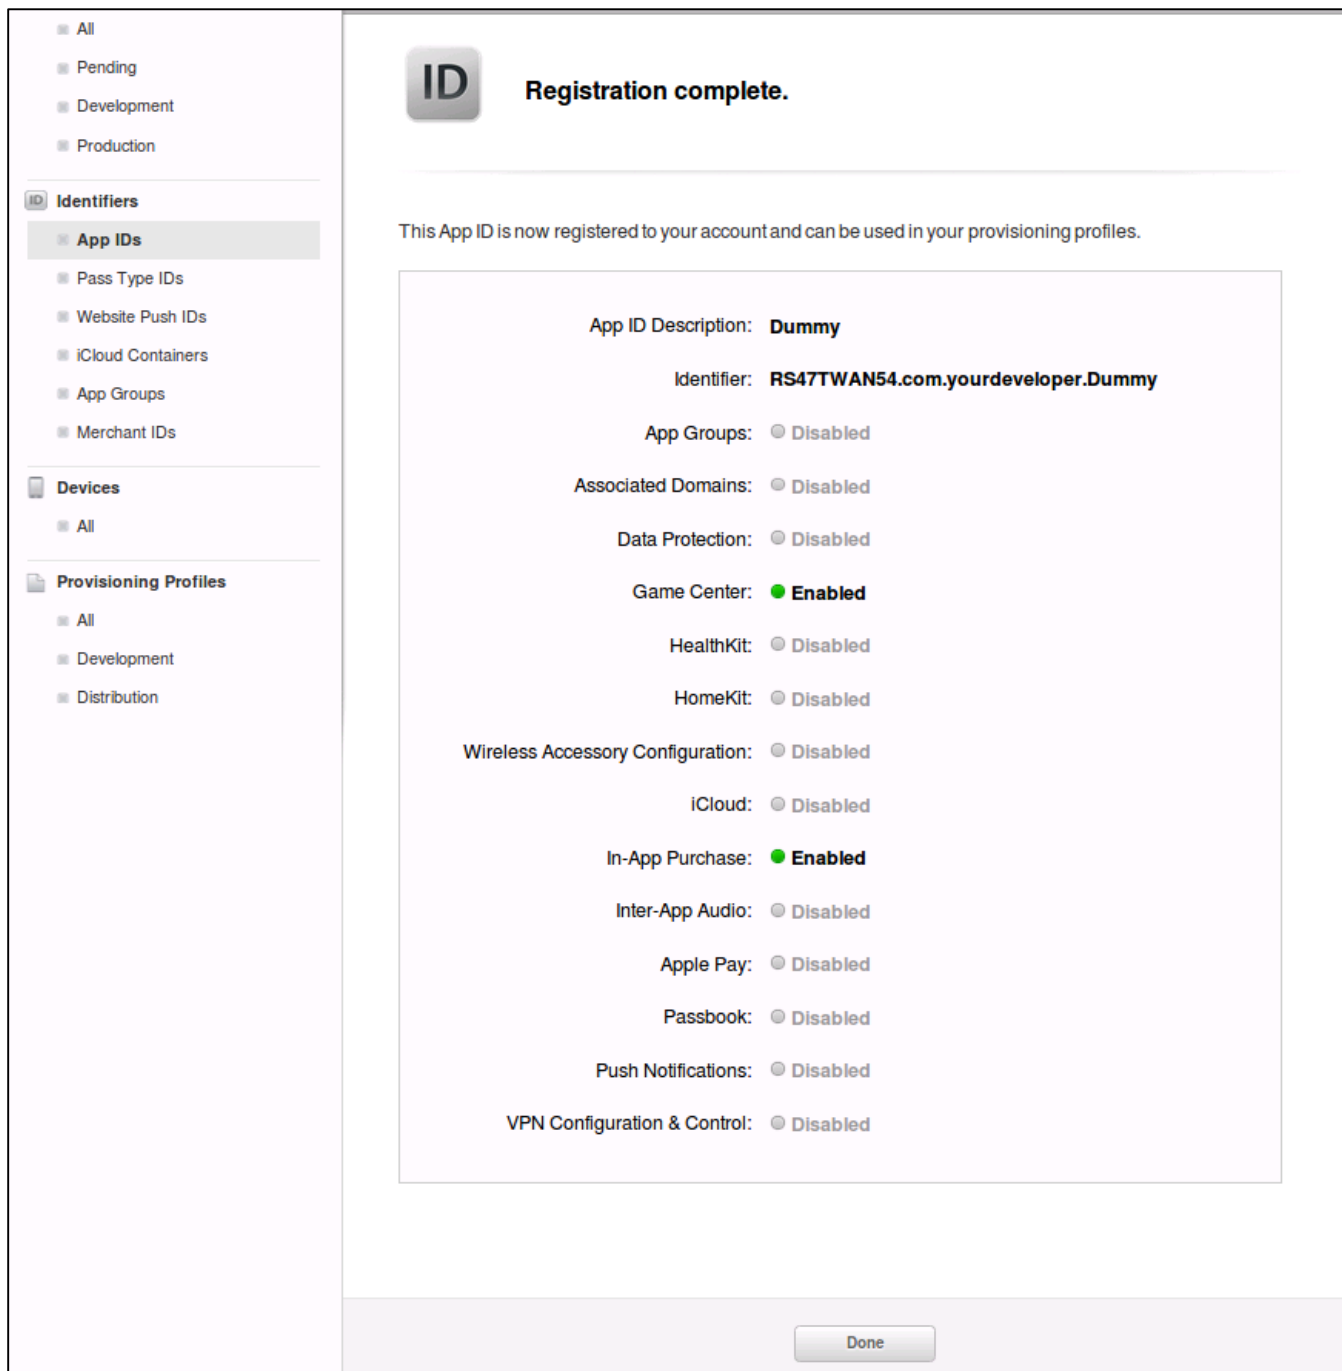 All
Pending
Development
Production
ID Identifiers
App IDs
Pass Type IDs
Website Push IDs
iCloud Containers
App Groups
Merchant IDs
Devices
All
Provisioning Profiles
All
Development
Distribution
ID
Registration complete.
This App ID is now registered to your account and can be used in your provisioning profiles.
App ID Description: Dummy
Identifier: RS47TWAN54.com.yourdeveloper.Dummy
App Groups: Disabled
Associated Domains: Disabled
Data Protection: Disabled
Game Center: Enabled
HealthKit: Disabled
HomeKit: Disabled
Wireless Accessory Configuration: Disabled
iCloud: Disabled
In-App Purchase: Enabled
Inter-App Audio: Disabled
Apple Pay: Disabled
Passbook: Disabled
Push Notifications: Disabled
VPN Configuration & Control: Disabled
Done